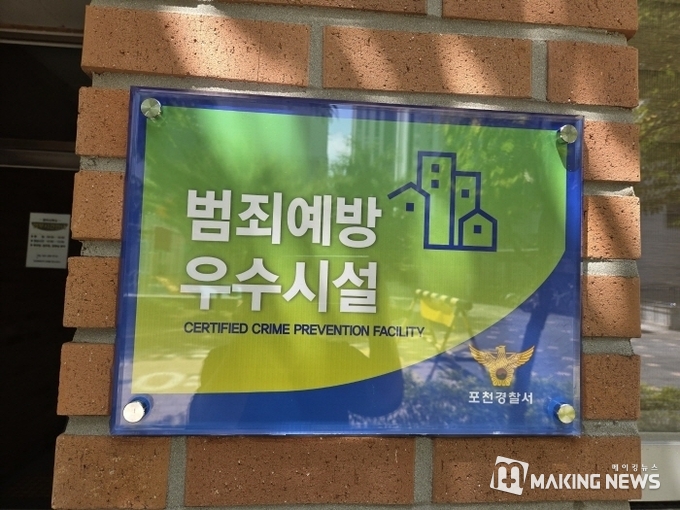 범죄예방
우수시설
CERTIFIED CRIME PREVENTION FACILITY
포천경찰서
메이킹뉴스
MAKING NEWS